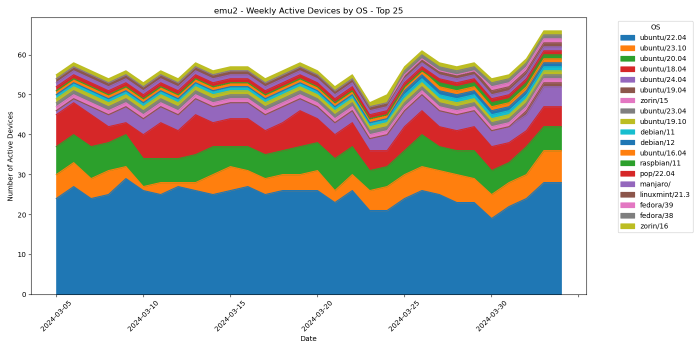 emu2 - Weekly Active Devices by OS - Top 25
Number of Active Devices
60
50
40
30
20
10
0
2024-03-05
2024-03-10
2024-03-15
2024-03-20
2024-03-25
2024-03-30
Date
OS
ubuntu/22.04
ubuntu/23.10
ubuntu/20.04
ubuntu/18.04
ubuntu/24.04
ubuntu/19.04
zorin/15
ubuntu/23.04
ubuntu/19.10
debian/11
debian/12
ubuntu/16.04
raspbian/11
pop/22.04
manjaro/
linuxmint/21.3
fedora/39
fedora/38
zorin/16